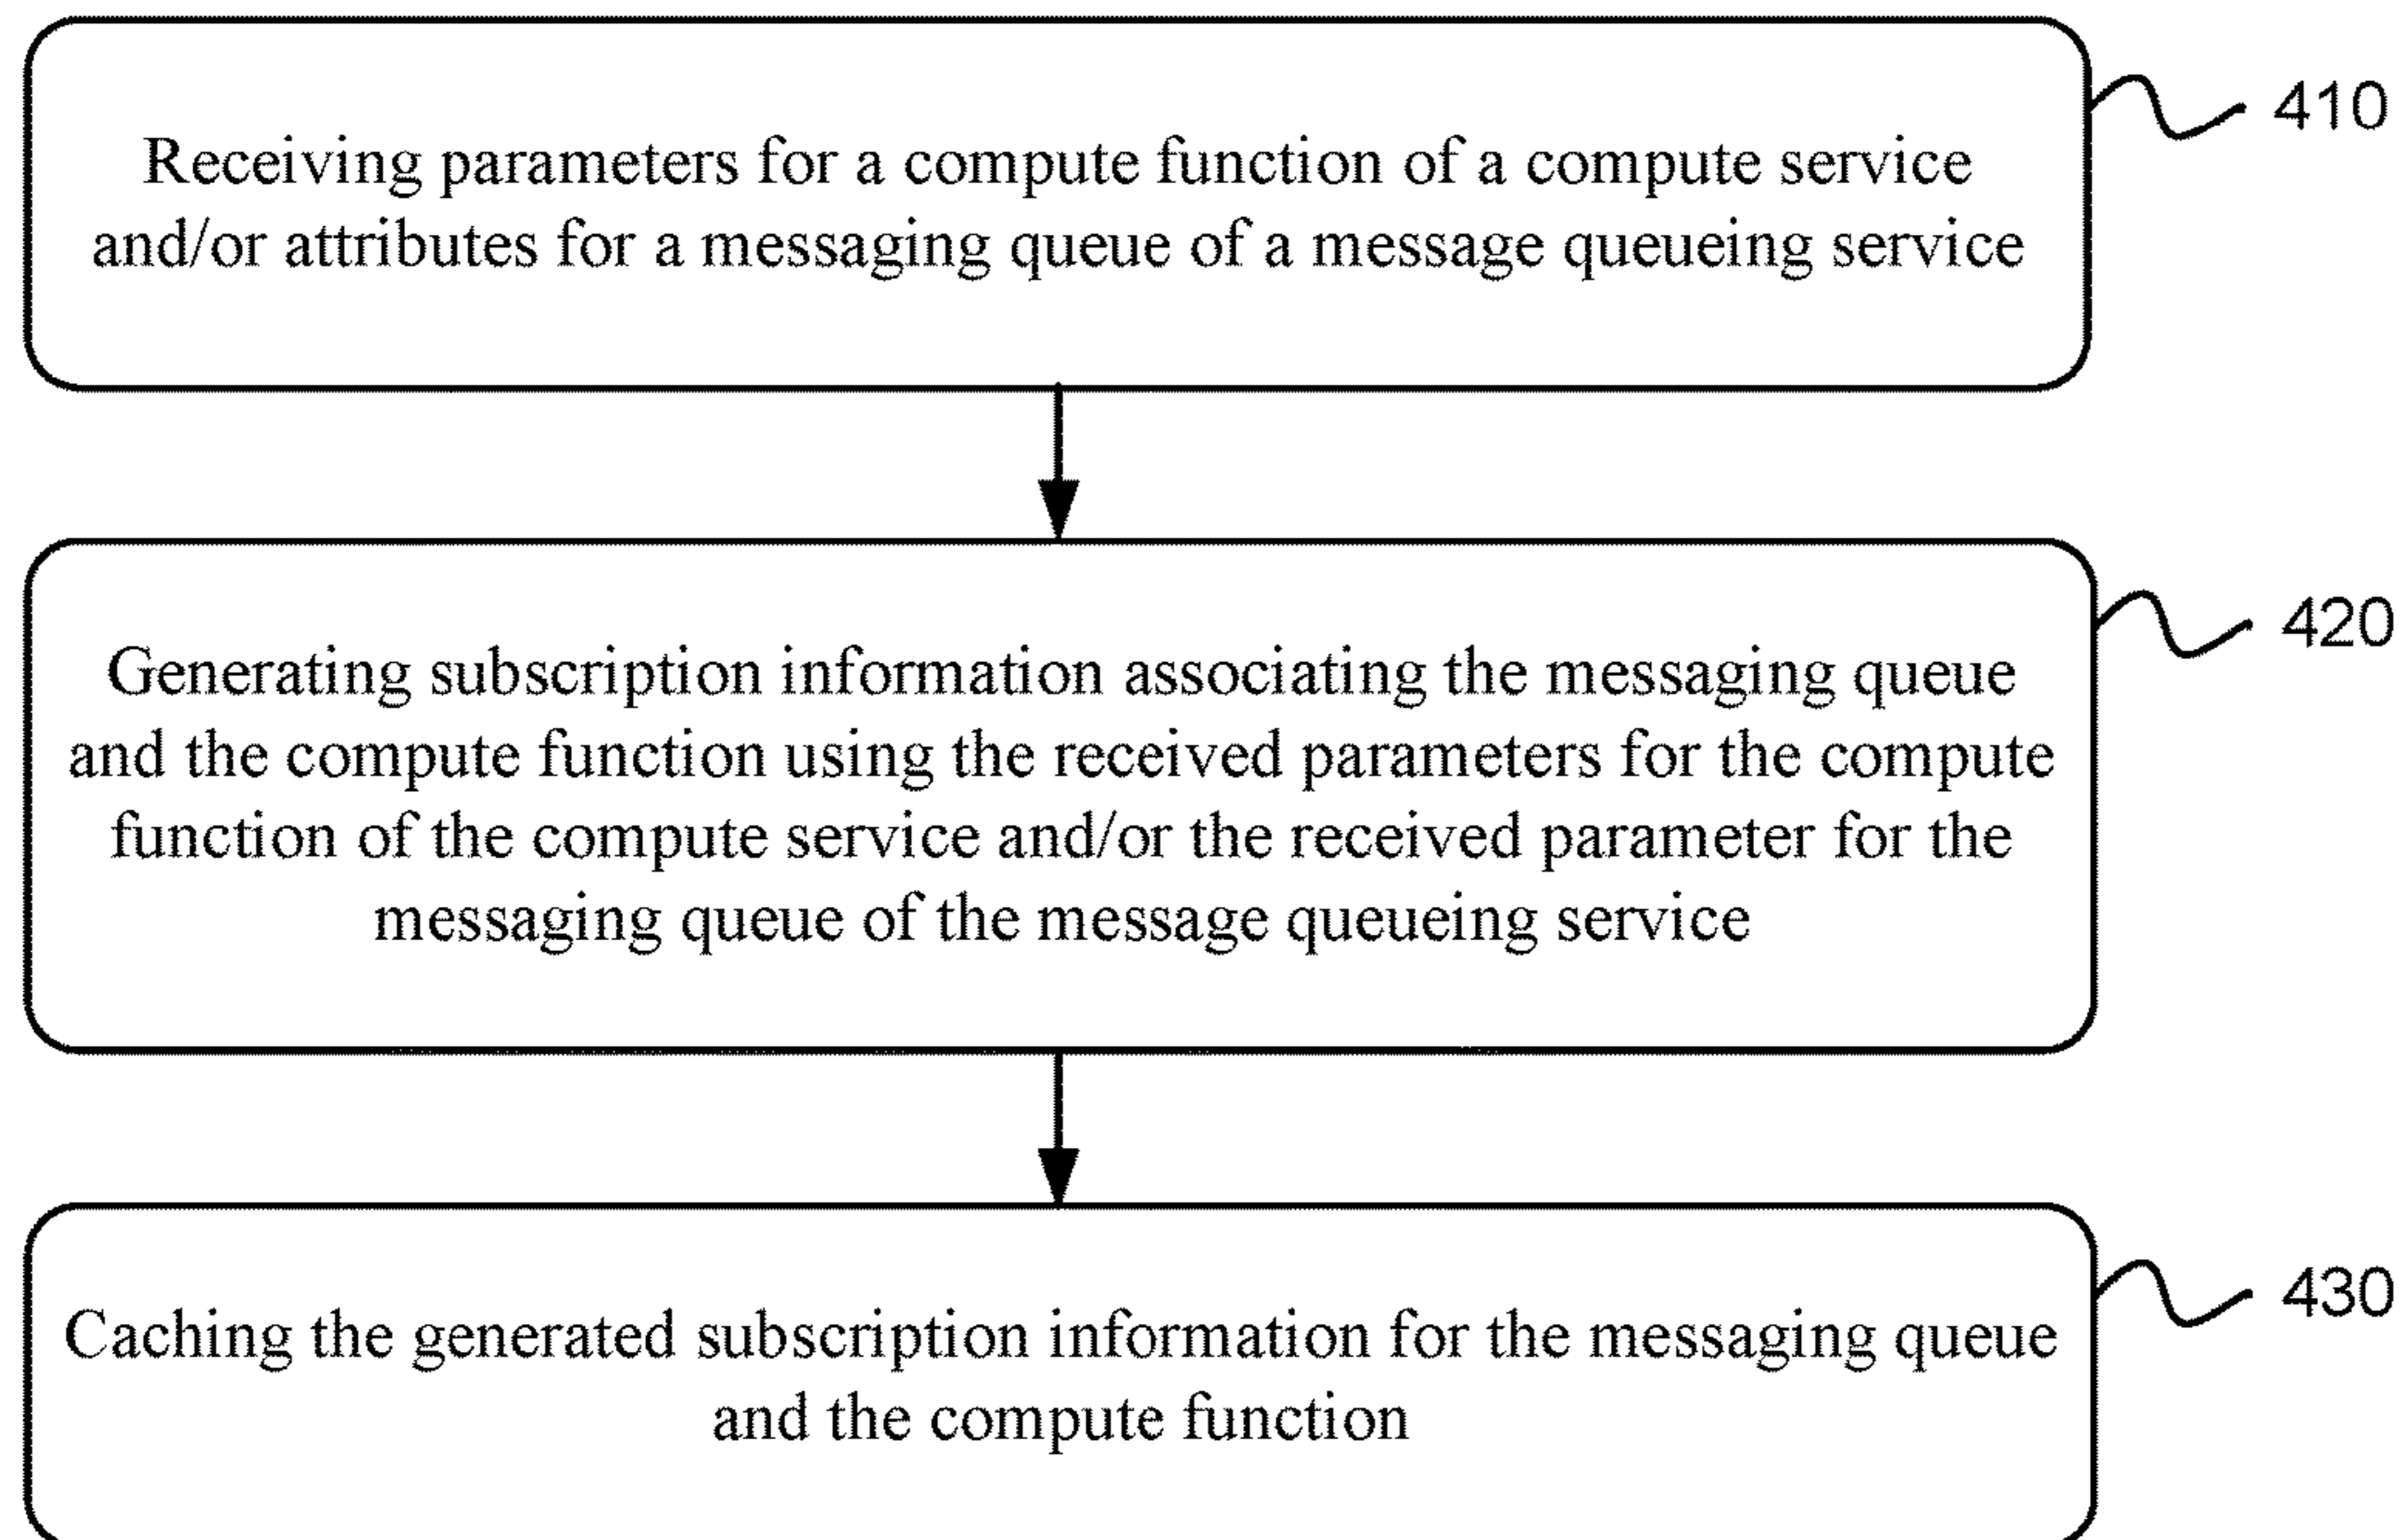 Receiving parameters for a compute function of a compute service
and/or attributes for a messaging queue of a message queueing service
410
Generating subscription information associating the messaging queue
and the compute function using the received parameters for the compute
function of the compute service and/or the received parameter for the
messaging queue of the message queueing service
420
Caching the generated subscription information for the messaging queue
and the compute function
430